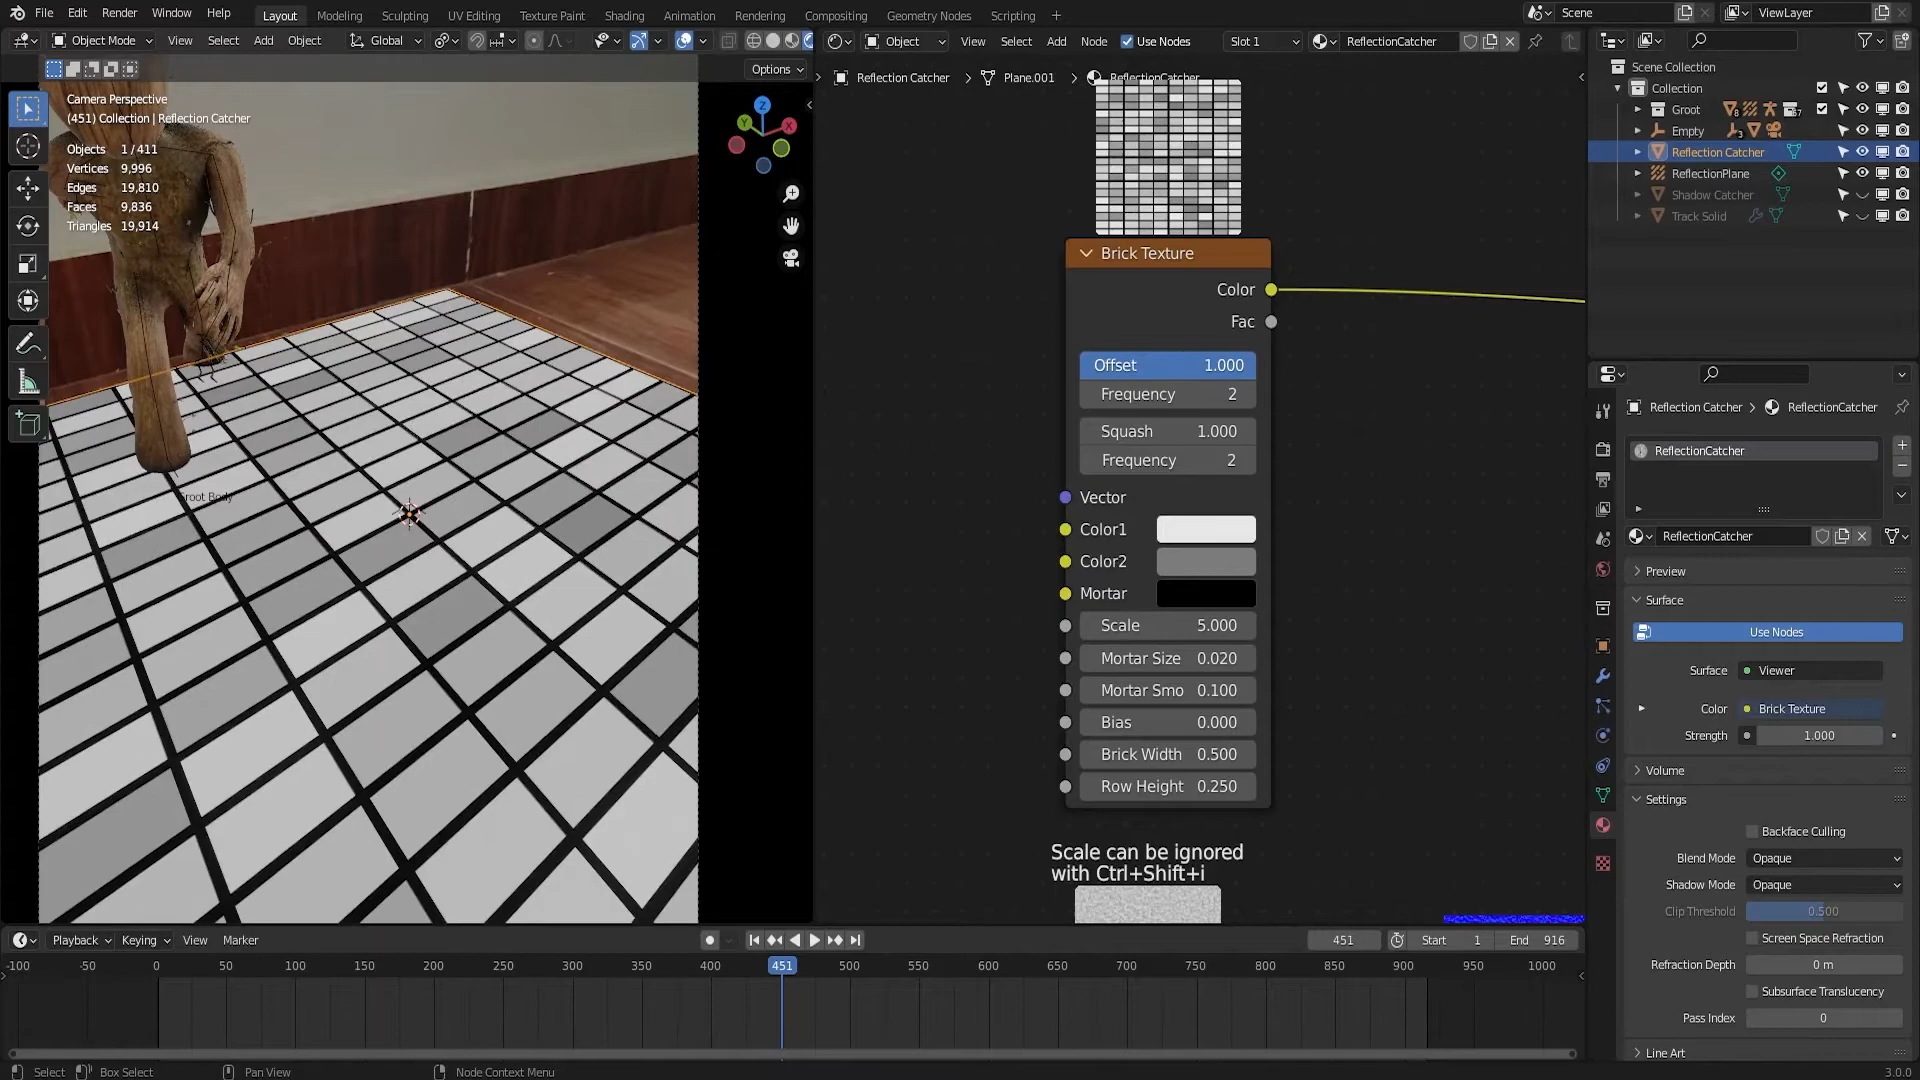 File Edit Render Window Help Layout Modeling Sculpting UV Editing Texture Paint Shading Animation Rendering Compositing Geometry Nodes Scripting + Scene ViewLayer
Object Mode View Select Add Object Global Object View Select Add Node Use Nodes Slot 1 ReflectionCatcher
Options
Reflection Catcher > Plane.001 > ReflectionCatcher
Camera Perspective
(451) Collection | Reflection Catcher
Objects 1 / 411
Vertices 9,996
Edges 19,810
Faces 9,836
Triangles 19,914
Z
Y
X
Groot Body
Brick Texture
Color
Fac
Offset 1.000
Frequency 2
Squash 1.000
Frequency 2
Vector
Color1
Color2
Mortar
Scale 5.000
Mortar Size 0.020
Mortar Smo 0.100
Bias 0.000
Brick Width 0.500
Row Height 0.250
Scale can be ignored
with Ctrl+Shift+i
Scene Collection
Collection
Groot
Empty 3
Reflection Catcher
ReflectionPlane
Shadow Catcher
Track Solid
Reflection Catcher > ReflectionCatcher
ReflectionCatcher
ReflectionCatcher
Preview
Surface
Use Nodes
Surface Viewer
Color Brick Texture
Strength 1.000
Volume
Settings
Backface Culling
Blend Mode Opaque
Shadow Mode Opaque
Clip Threshold 0.500
Screen Space Refraction
Refraction Depth 0 m
Subsurface Translucency
Pass Index 0
Line Art
Playback Keying View Marker 451 Start 1 End 916
-100 -50 0 50 100 150 200 250 300 350 400 451 500 550 600 650 700 750 800 850 900 950 1000
Select Box Select Pan View Node Context Menu 3.0.0